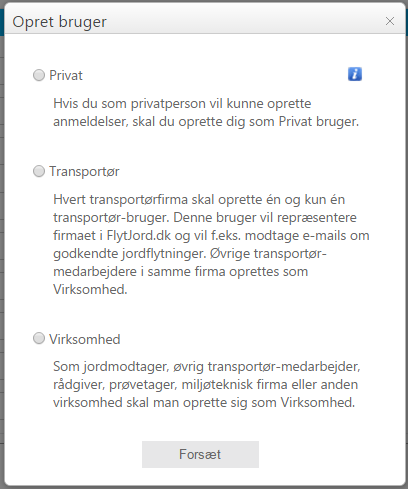 Opret bruger
Privat
Hvis du som privatperson vil kunne oprette
anmeldelser, skal du oprette dig som Privat bruger.
Transportør
Hvert transportørfirma skal oprette én og kun én
transportør-bruger. Denne bruger vil repræsentere
firmaet i FlytJord.dk og vil f.eks. modtage e-mails om
godkendte jordflytninger. Øvrige transportør-
medarbejdere i samme firma oprettes som
Virksomhed.
Virksomhed
Som jordmodtager, øvrig transportør-medarbejder,
rådgiver, prøvetager, miljøteknisk firma eller anden
virksomhed skal man oprette sig som Virksomhed.
Forsæt